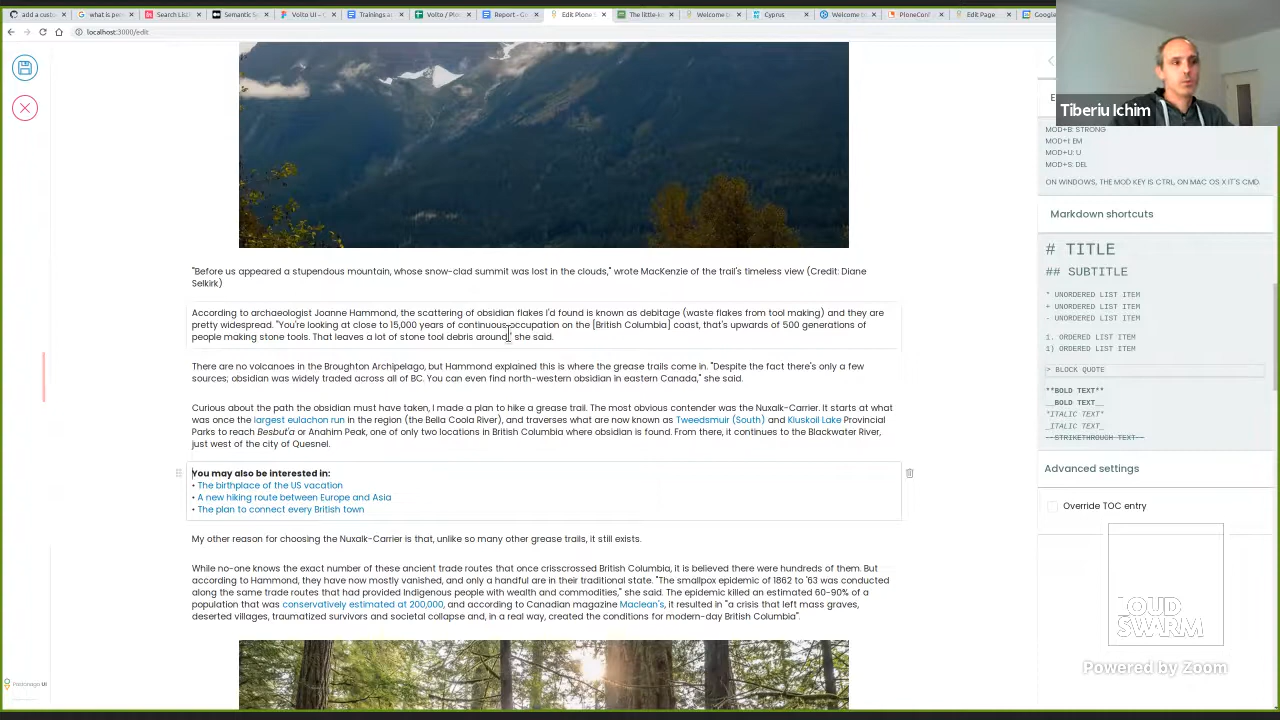 add a custo
what is per
Search List
Semantic S
Volto UI -
Trainings a
Volto / Plo
Report - Go
Edit Plone S
The little-k
Welcome t
Cyprus
Welcome t
PloneConf
Edit Page
Google
localhost:3000/edit
Tiberiu Ichim
MOD+B: STRONG
MOD+I: EM
MOD+U: U
MOD+S: DEL
ON WINDOWS, THE MOD KEY IS CTRL, ON MAC OS X IT'S CMD.
Markdown shortcuts
# TITLE
## SUBTITLE
* UNORDERED LIST ITEM
+ UNORDERED LIST ITEM
- UNORDERED LIST ITEM
1. ORDERED LIST ITEM
1) ORDERED LIST ITEM
> BLOCK QUOTE
**BOLD TEXT**
__BOLD TEXT__
*ITALIC TEXT*
_ITALIC TEXT_
~~STRIKETHROUGH TEXT~~
Advanced settings
Override TOC entry
"Before us appeared a stupendous mountain, whose snow-clad summit was lost in the clouds," wrote MacKenzie of the trail's timeless view (Credit: Diane
Selkirk)
According to archaeologist Joanne Hammond, the scattering of obsidian flakes I'd found is known as debitage (waste flakes from tool making) and they are
pretty widespread. "You're looking at close to 15,000 years of continuous occupation on the [British Columbia] coast, that's upwards of 500 generations of
people making stone tools. That leaves a lot of stone tool debris around," she said.
There are no volcanoes in the Broughton Archipelago, but Hammond explained this is where the grease trails come in. "Despite the fact there's only a few
sources; obsidian was widely traded across all of BC. You can even find north-western obsidian in eastern Canada," she said.
Curious about the path the obsidian must have taken, I made a plan to hike a grease trail. The most obvious contender was the Nuxalk-Carrier. It starts at what
was once the largest eulachon run in the region (the Bella Coola River), and traverses what are now known as Tweedsmuir (South) and Kluskoil Lake Provincial
Parks to reach Besbut'a or Anahim Peak, one of only two locations in British Columbia where obsidian is found. From there, it continues to the Blackwater River,
just west of the city of Quesnel.
You may also be interested in:
• The birthplace of the US vacation
• A new hiking route between Europe and Asia
• The plan to connect every British town
My other reason for choosing the Nuxalk-Carrier is that, unlike so many other grease trails, it still exists.
While no-one knows the exact number of these ancient trade routes that once crisscrossed British Columbia, it is believed there were hundreds of them. But
according to Hammond, they have now mostly vanished, and only a handful are in their traditional state. "The smallpox epidemic of 1862 to '63 was conducted
along the same trade routes that had provided Indigenous people with wealth and commodities," she said. The epidemic killed an estimated 60-90% of a
population that was conservatively estimated at 200,000, and according to Canadian magazine Maclean's, it resulted in "a crisis that left mass graves,
deserted villages, traumatized survivors and societal collapse and, in a real way, created the conditions for modern-day British Columbia".
Pastanaga UI
LOUD
SWARM
Powered by Zoom